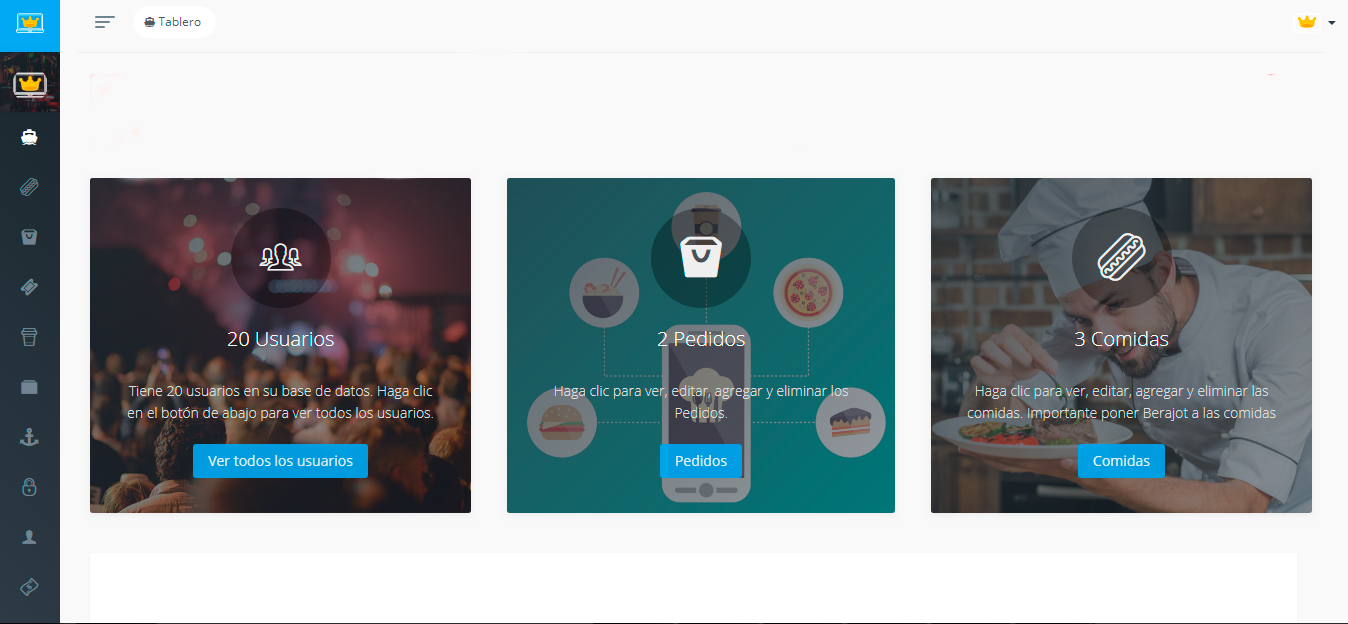 Tablero
20 Usuarios
Tiene 20 usuarios en su base de datos. Haga clic
en el botón de abajo para ver todos los usuarios.
Ver todos los usuarios
2 Pedidos
Haga clic para ver, editar, agregar y eliminar los
Pedidos.
Pedidos
3 Comidas
Haga clic para ver, editar, agregar y eliminar las
comidas. Importante poner Berajot a las comidas
Comidas